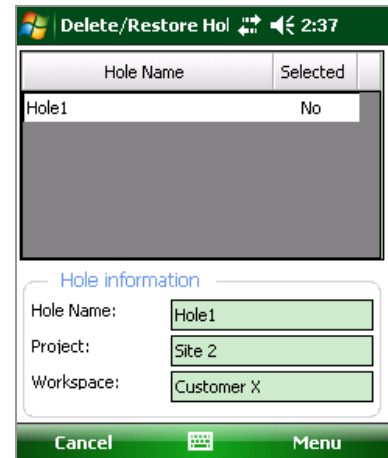 Delete/Restore Hol 2:37
Hole Name Selected
Hole1 No
Hole information
Hole Name: Hole1
Project: Site 2
Workspace: Customer X
Cancel Menu